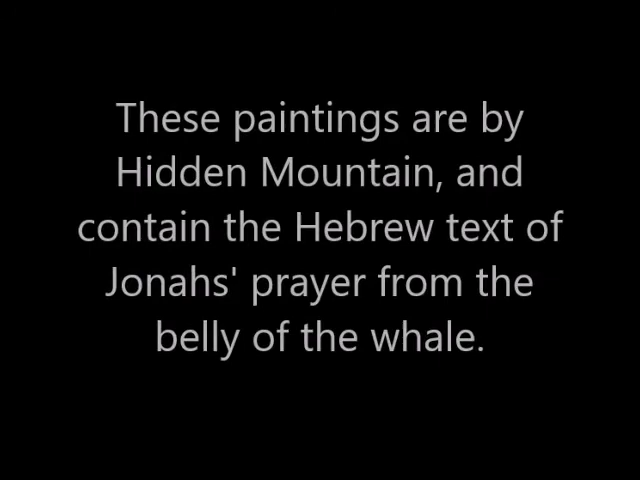 These paintings are by
Hidden Mountain, and
contain the Hebrew text of
Jonahs' prayer from the
belly of the whale.